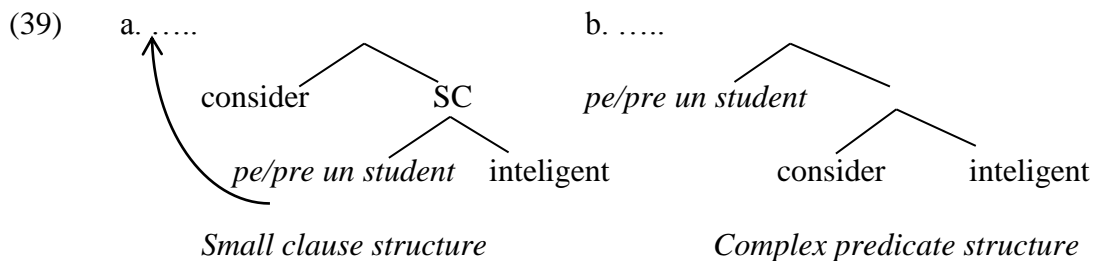 (39) a. ….. b. …..
consider SC pe/pre un student
pe/pre un student inteligent consider inteligent
Small clause structure Complex predicate structure